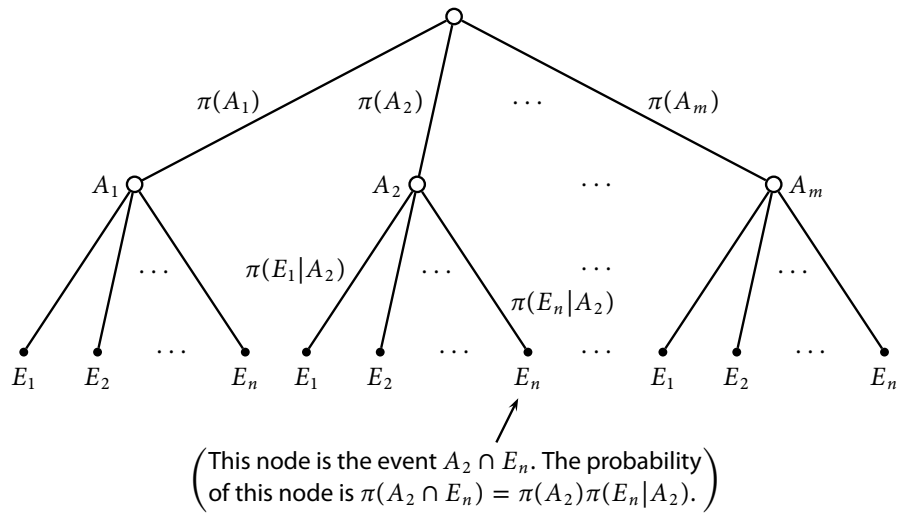 π(A₁) π(A₂) ··· π(Aₘ)
A₁ A₂ ··· Aₘ
··· π(E₁|A₂) ··· ··· ···
π(Eₙ|A₂)
··· ··· ··· ···
E₁ E₂ Eₙ E₁ E₂ Eₙ E₁ E₂ Eₙ
(This node is the event A₂ ∩ Eₙ. The probability
of this node is π(A₂ ∩ Eₙ) = π(A₂)π(Eₙ|A₂).)